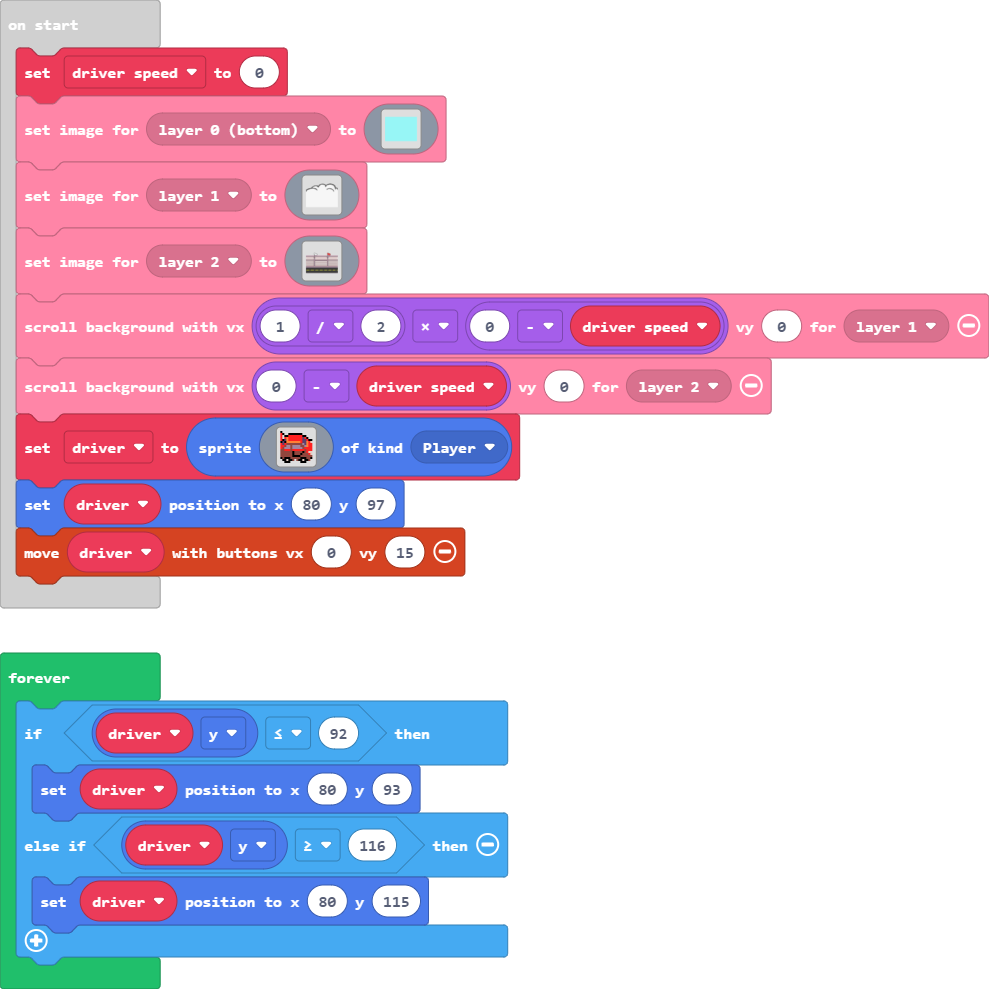 on start
set driver speed to 0
set image for layer 0 (bottom) to
set image for layer 1 to
set image for layer 2 to
scroll background with vx 1 / 2 × 0 - driver speed vy 0 for layer 1
scroll background with vx 0 - driver speed vy 0 for layer 2
set driver to sprite of kind Player
set driver position to x 80 y 97
move driver with buttons vx 0 vy 15
forever
if driver y ≤ 92 then
set driver position to x 80 y 93
else if driver y ≥ 116 then
set driver position to x 80 y 115